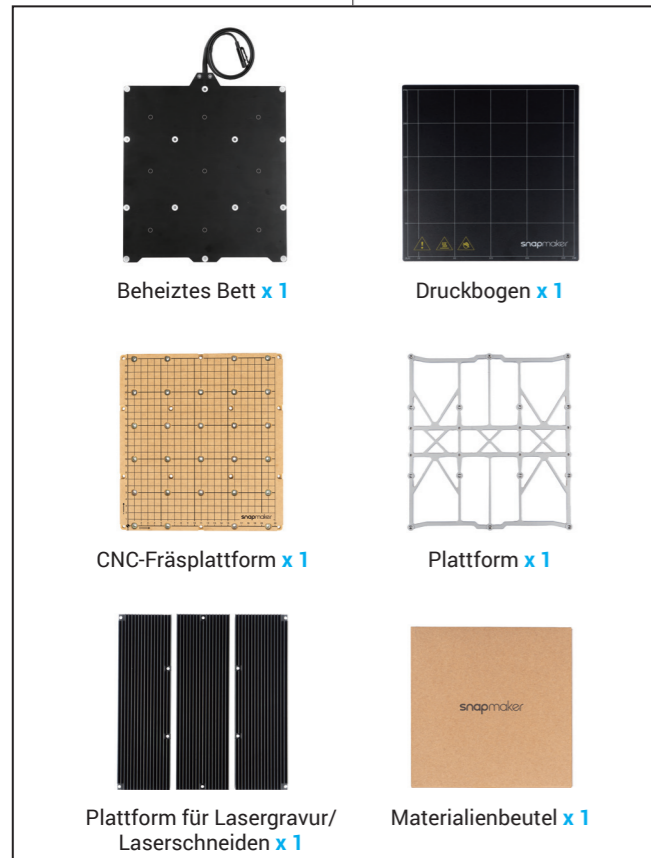 snapmaker
Beheiztes Bett x 1
Druckbogen x 1
snapmaker
CNC-Fräsplattform x 1
Plattform x 1
snapmaker
Plattform für Lasergravur/
Laserschneiden x 1
Materialienbeutel x 1